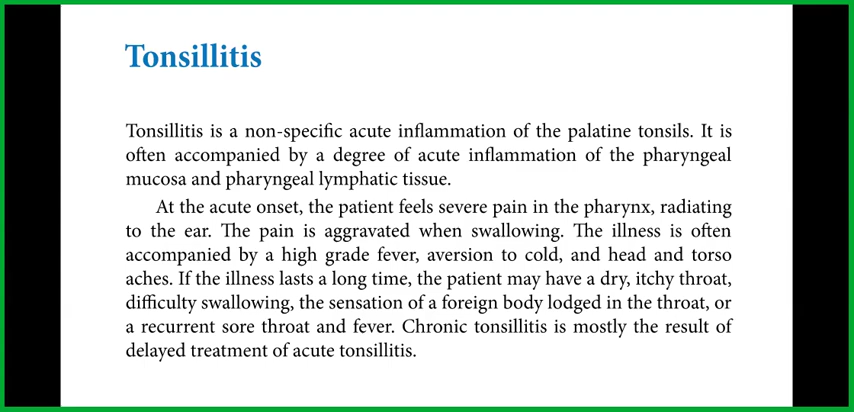 Tonsillitis
Tonsillitis is a non-specific acute inflammation of the palatine tonsils. It is
often accompanied by a degree of acute inflammation of the pharyngeal
mucosa and pharyngeal lymphatic tissue.
At the acute onset, the patient feels severe pain in the pharynx, radiating
to the ear. The pain is aggravated when swallowing. The illness is often
accompanied by a high grade fever, aversion to cold, and head and torso
aches. If the illness lasts a long time, the patient may have a dry, itchy throat,
difficulty swallowing, the sensation of a foreign body lodged in the throat, or
a recurrent sore throat and fever. Chronic tonsillitis is mostly the result of
delayed treatment of acute tonsillitis.